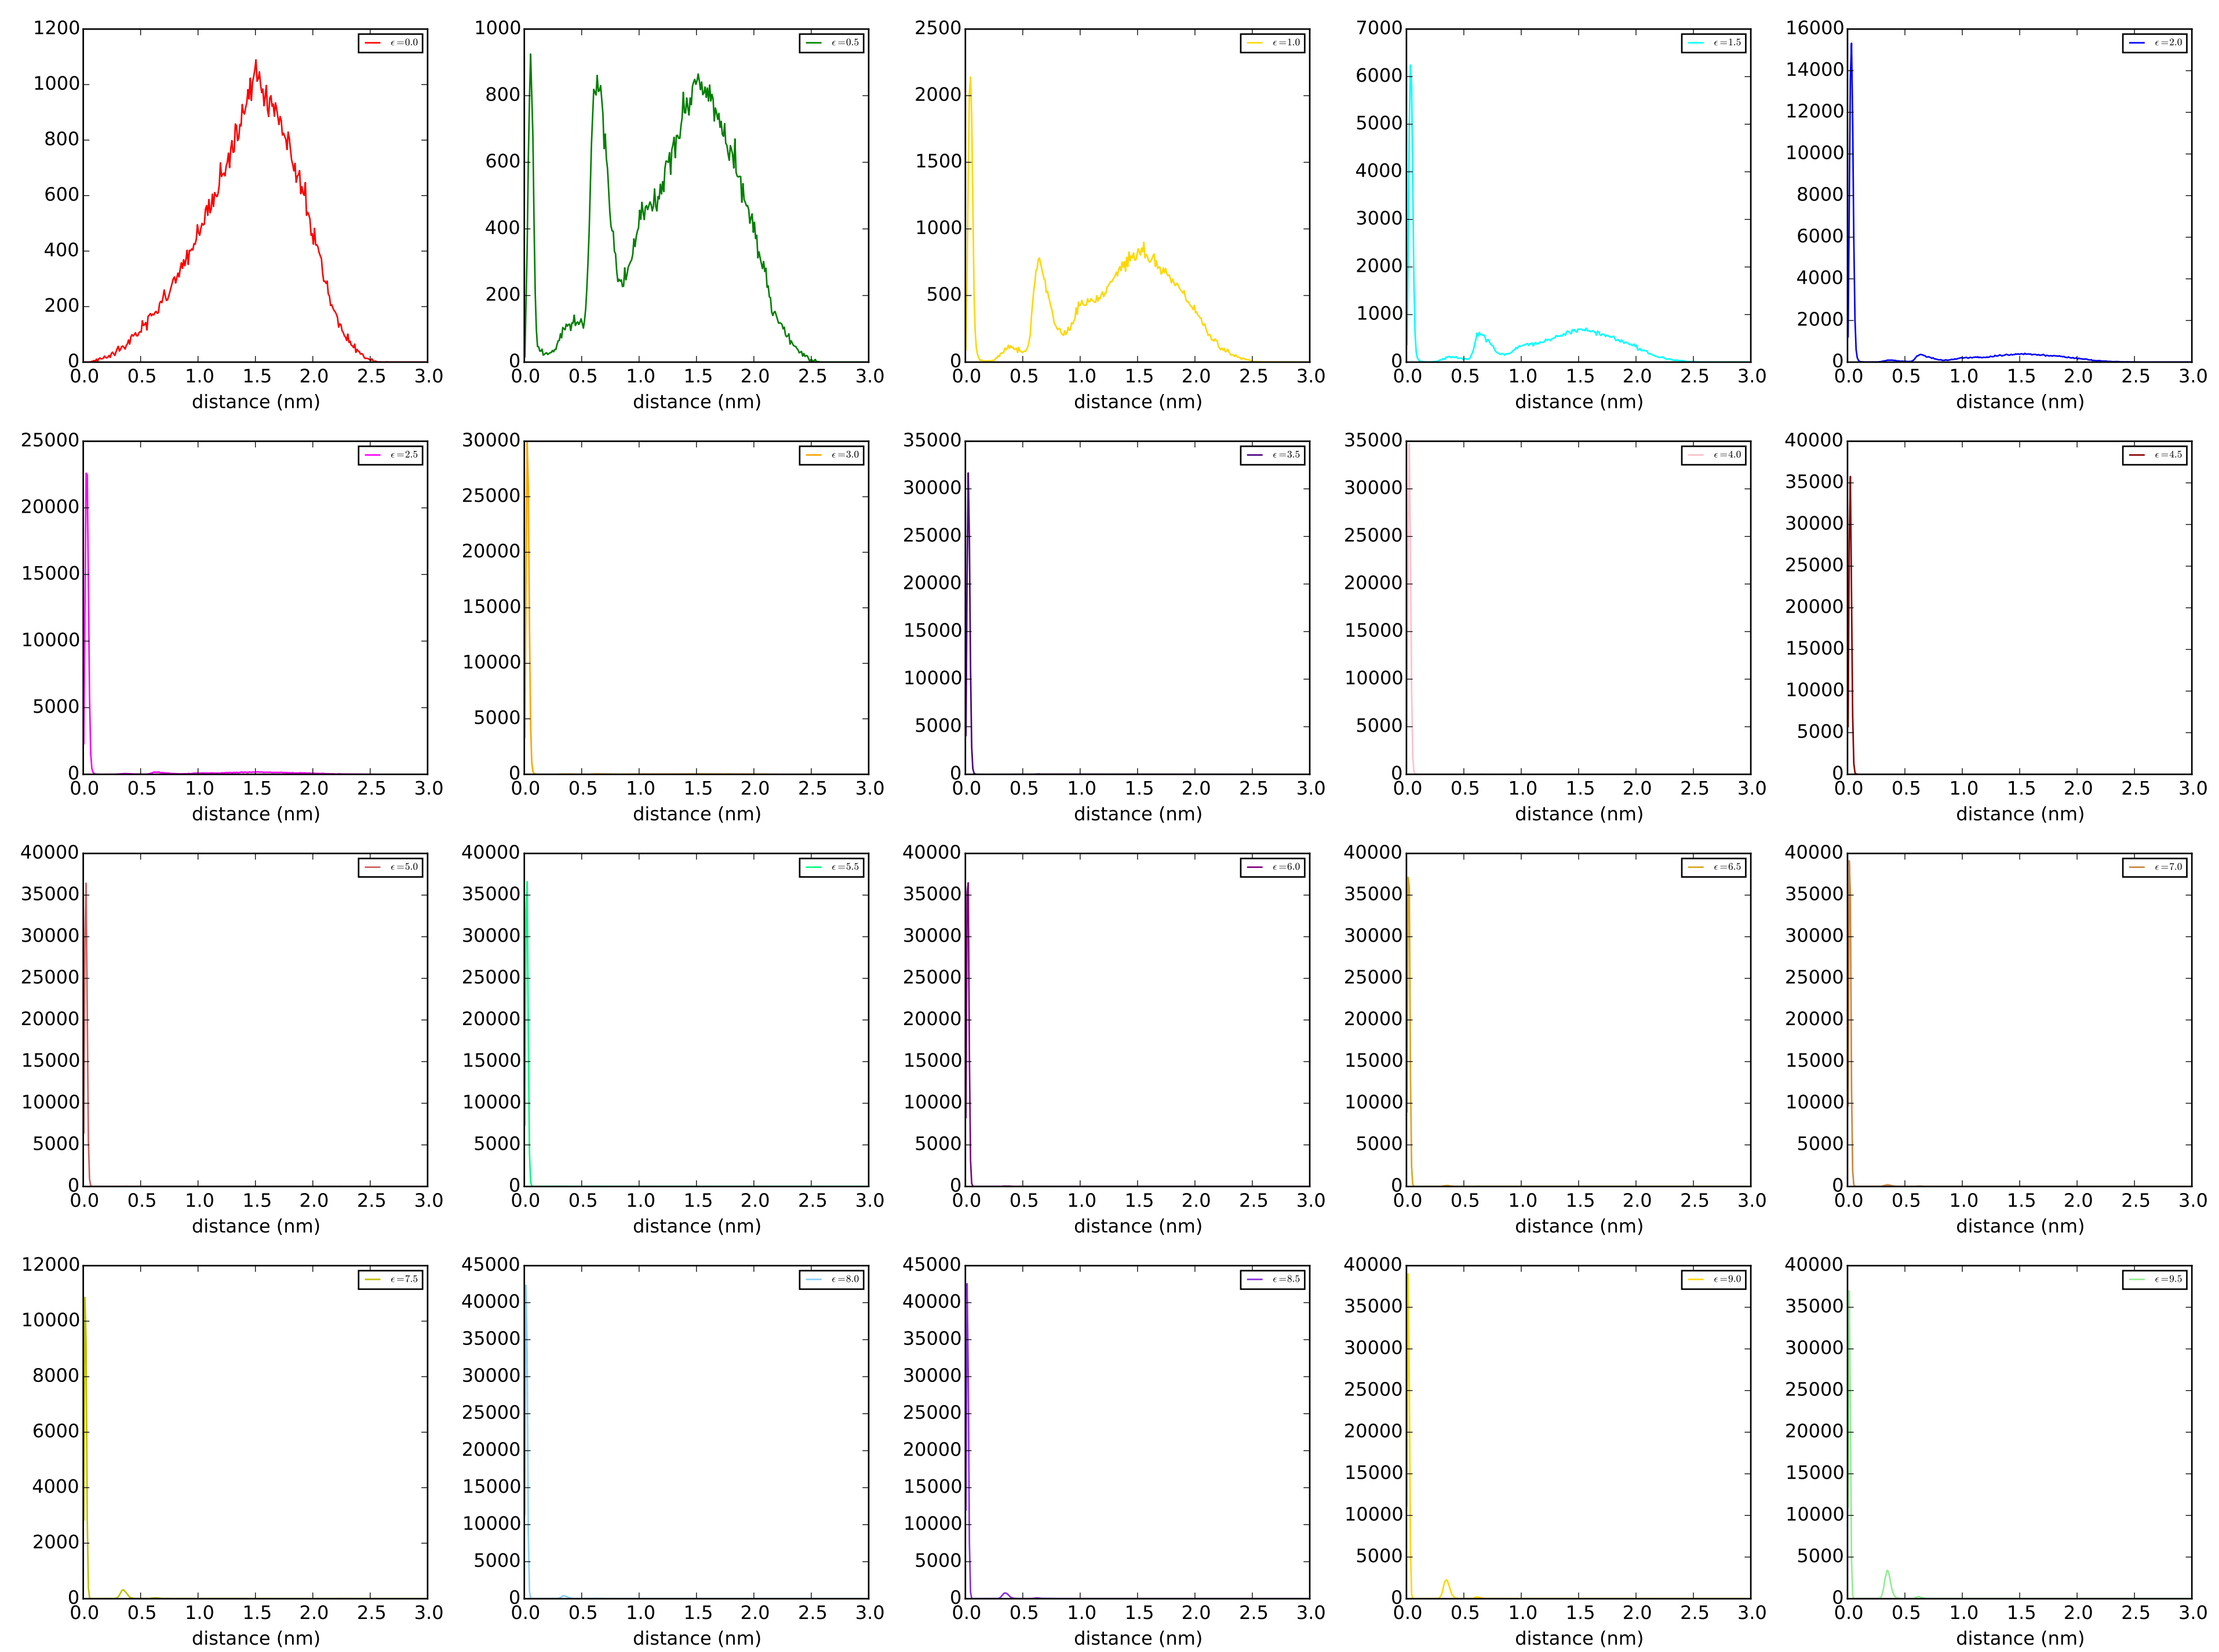 1200
1000
800
600
400
200
0
ϵ=0.0
0.0 0.5 1.0 1.5 2.0 2.5 3.0
distance (nm)
1000
800
600
400
200
0
ϵ=0.5
0.0 0.5 1.0 1.5 2.0 2.5 3.0
distance (nm)
2500
2000
1500
1000
500
0
ϵ=1.0
0.0 0.5 1.0 1.5 2.0 2.5 3.0
distance (nm)
7000
6000
5000
4000
3000
2000
1000
0
ϵ=1.5
0.0 0.5 1.0 1.5 2.0 2.5 3.0
distance (nm)
16000
14000
12000
10000
8000
6000
4000
2000
0
ϵ=2.0
0.0 0.5 1.0 1.5 2.0 2.5 3.0
distance (nm)
25000
20000
15000
10000
5000
0
ϵ=2.5
0.0 0.5 1.0 1.5 2.0 2.5 3.0
distance (nm)
30000
25000
20000
15000
10000
5000
0
ϵ=3.0
0.0 0.5 1.0 1.5 2.0 2.5 3.0
distance (nm)
35000
30000
25000
20000
15000
10000
5000
0
ϵ=3.5
0.0 0.5 1.0 1.5 2.0 2.5 3.0
distance (nm)
35000
30000
25000
20000
15000
10000
5000
0
ϵ=4.0
0.0 0.5 1.0 1.5 2.0 2.5 3.0
distance (nm)
40000
35000
30000
25000
20000
15000
10000
5000
0
ϵ=4.5
0.0 0.5 1.0 1.5 2.0 2.5 3.0
distance (nm)
40000
35000
30000
25000
20000
15000
10000
5000
0
ϵ=5.0
0.0 0.5 1.0 1.5 2.0 2.5 3.0
distance (nm)
40000
35000
30000
25000
20000
15000
10000
5000
0
ϵ=5.5
0.0 0.5 1.0 1.5 2.0 2.5 3.0
distance (nm)
40000
35000
30000
25000
20000
15000
10000
5000
0
ϵ=6.0
0.0 0.5 1.0 1.5 2.0 2.5 3.0
distance (nm)
40000
35000
30000
25000
20000
15000
10000
5000
0
ϵ=6.5
0.0 0.5 1.0 1.5 2.0 2.5 3.0
distance (nm)
40000
35000
30000
25000
20000
15000
10000
5000
0
ϵ=7.0
0.0 0.5 1.0 1.5 2.0 2.5 3.0
distance (nm)
12000
10000
8000
6000
4000
2000
0
ϵ=7.5
0.0 0.5 1.0 1.5 2.0 2.5 3.0
distance (nm)
45000
40000
35000
30000
25000
20000
15000
10000
5000
0
ϵ=8.0
0.0 0.5 1.0 1.5 2.0 2.5 3.0
distance (nm)
45000
40000
35000
30000
25000
20000
15000
10000
5000
0
ϵ=8.5
0.0 0.5 1.0 1.5 2.0 2.5 3.0
distance (nm)
40000
35000
30000
25000
20000
15000
10000
5000
0
ϵ=9.0
0.0 0.5 1.0 1.5 2.0 2.5 3.0
distance (nm)
40000
35000
30000
25000
20000
15000
10000
5000
0
ϵ=9.5
0.0 0.5 1.0 1.5 2.0 2.5 3.0
distance (nm)